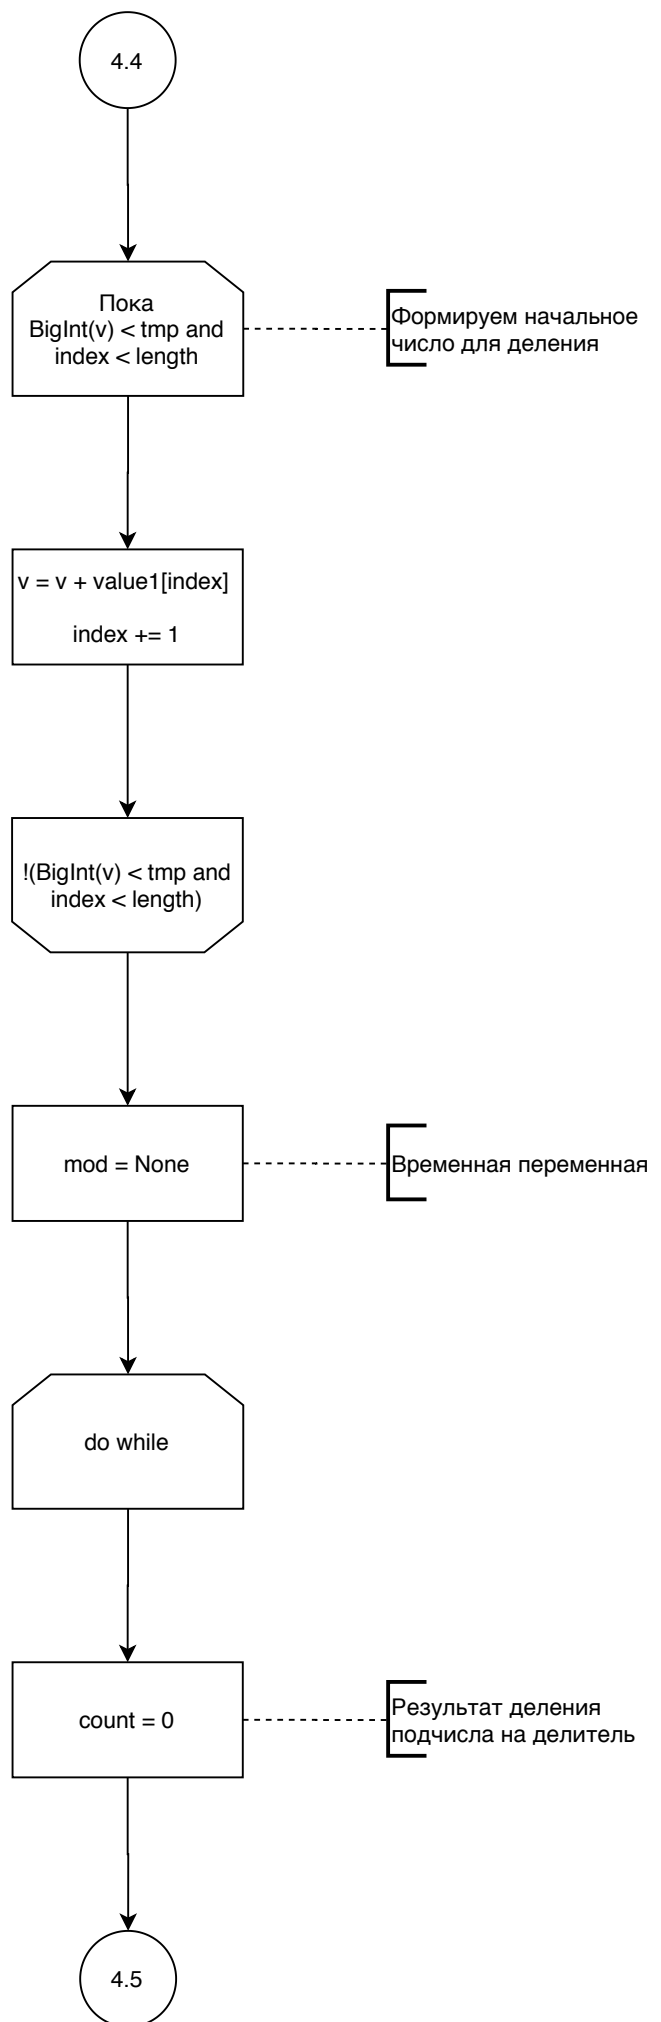 4.4
Пока
BigInt(v) < tmp and
index < length
Формируем начальное
число для деления
v = v + value1[index]
index += 1
!(BigInt(v) < tmp and
index < length)
mod = None
Временная переменная
do while
count = 0
Результат деления
подчисла на делитель
4.5